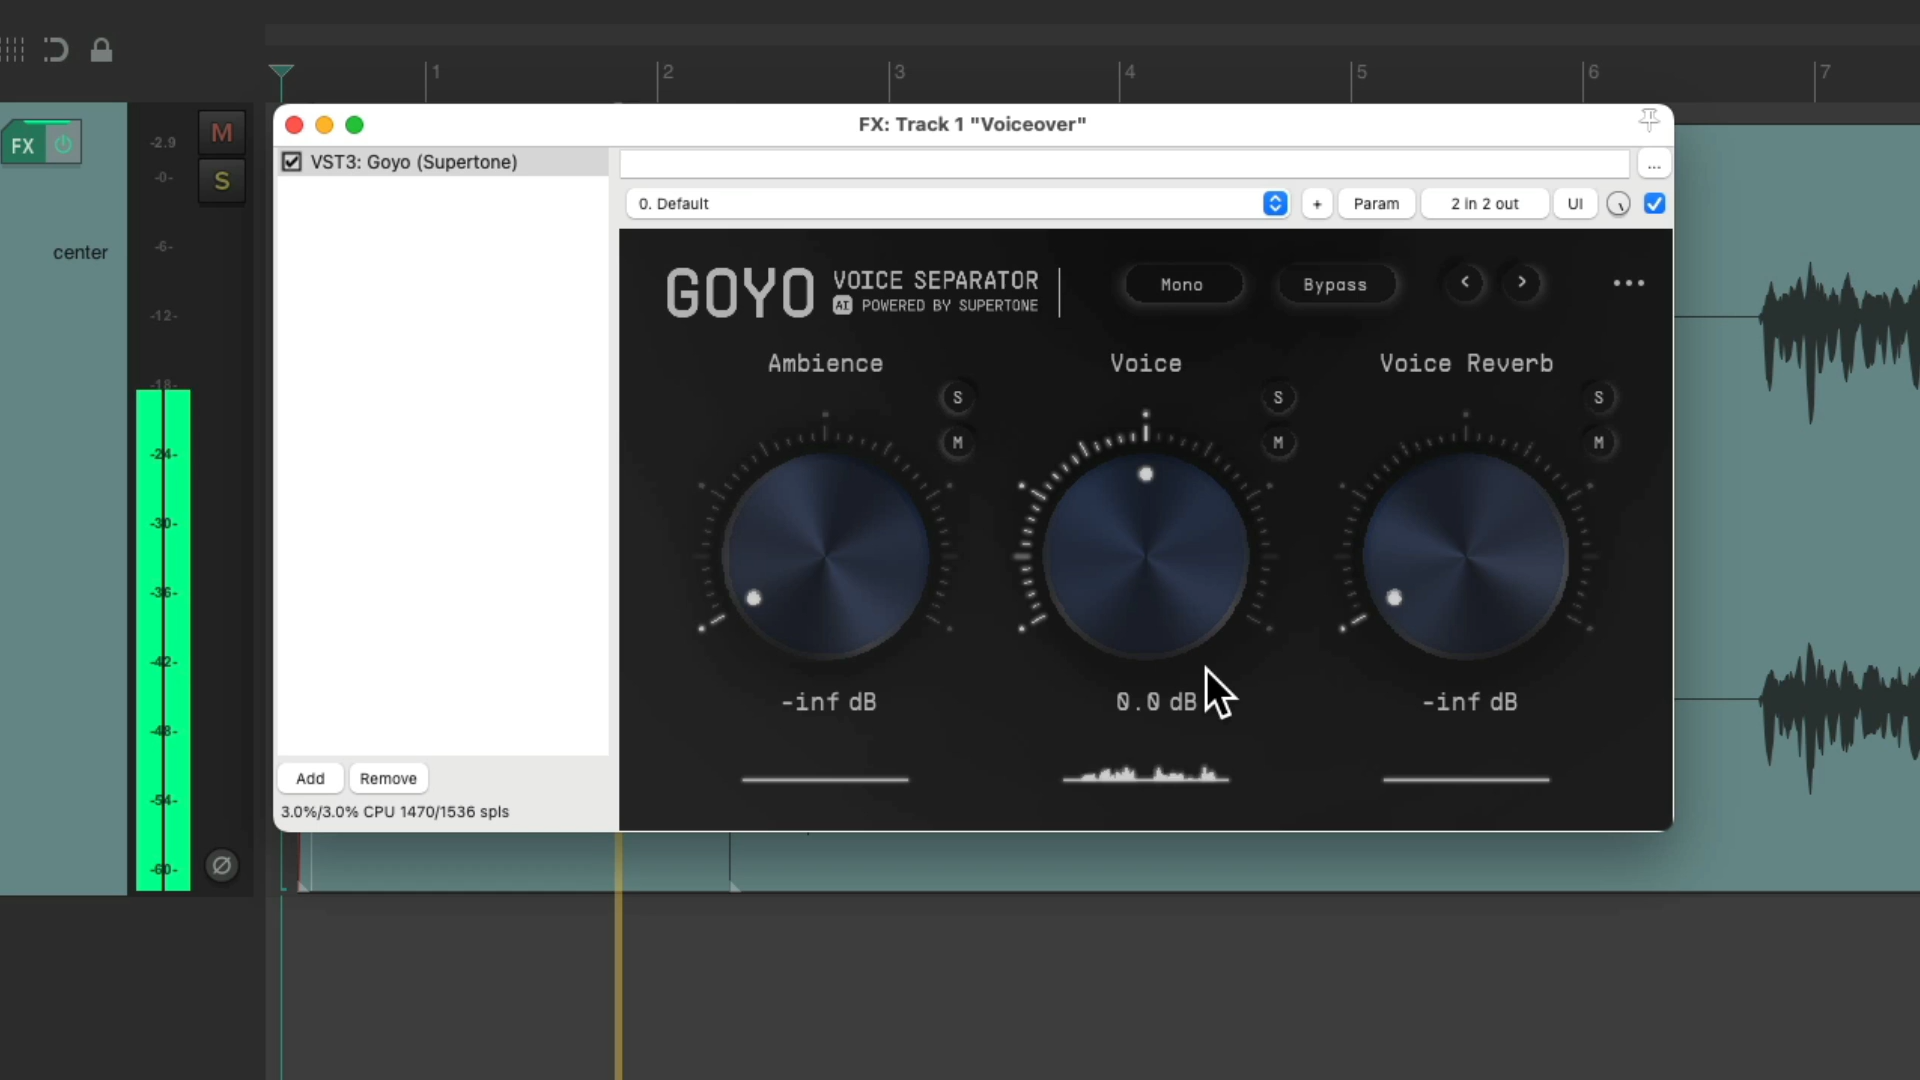 1 2 3 4 5 6 7
FX
-2.9
M
-0-
S
center
-6-
-12-
-18-
-24-
-30-
-36-
-42-
-48-
-54-
-60-
FX: Track 1 "Voiceover"
VST3: Goyo (Supertone)
...
0. Default
+ Param 2 in 2 out UI
GOYO VOICE SEPARATOR
AI POWERED BY SUPERTONE
Mono Bypass < >
Ambience Voice Voice Reverb
S S S
M M M
-inf dB 0.0 dB -inf dB
Add Remove
3.0%/3.0% CPU 1470/1536 spls